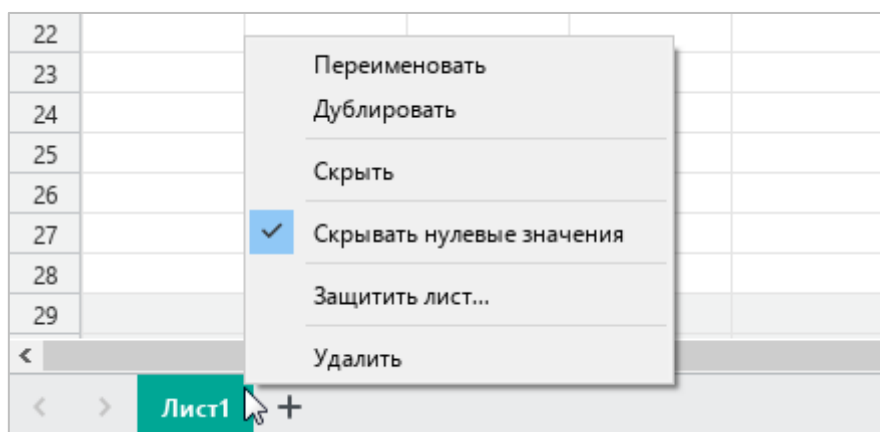 22
Переименовать
23
Дублировать
24
25
Скрыть
26
27
Скрывать нулевые значения
28
Защитить лист...
29
Удалить
Лист1